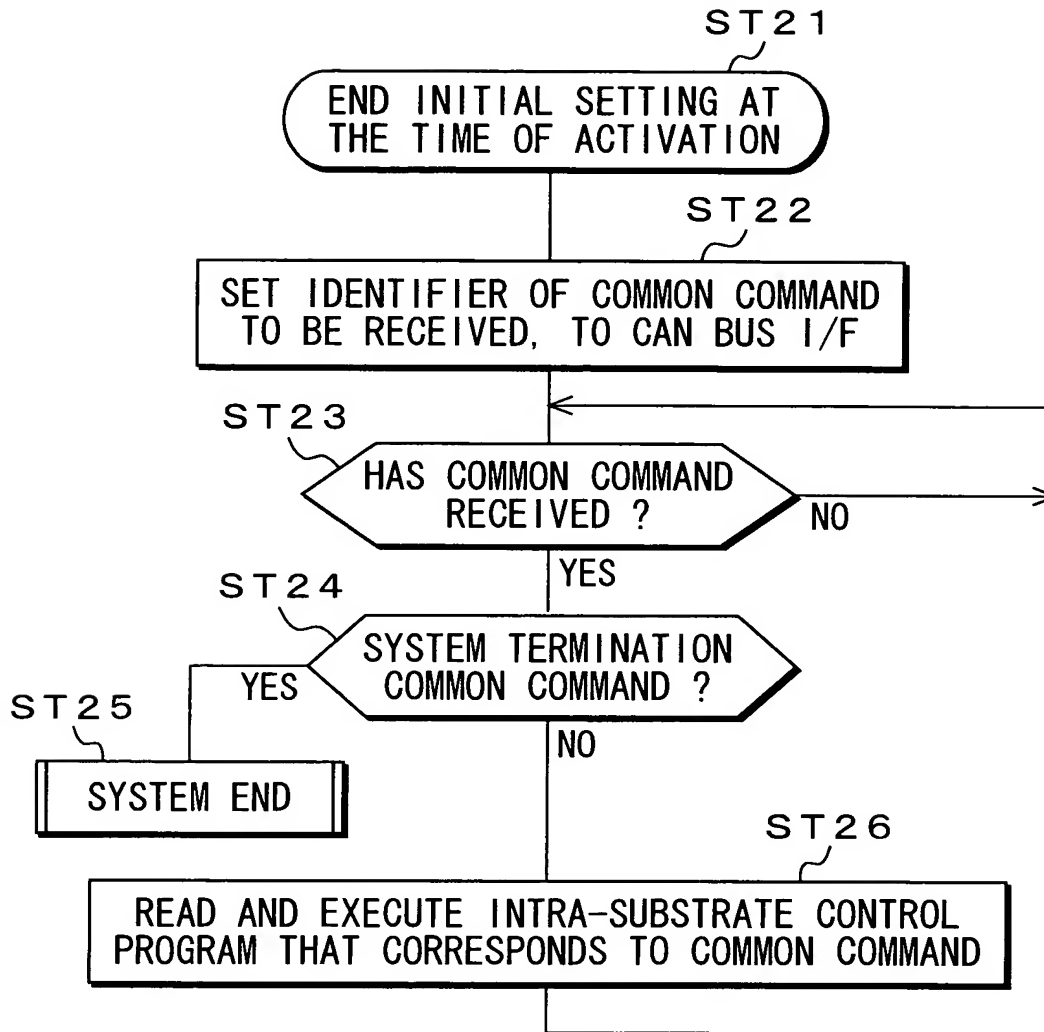 ST21
END INITIAL SETTING AT
THE TIME OF ACTIVATION
ST22
SET IDENTIFIER OF COMMON COMMAND
TO BE RECEIVED, TO CAN BUS I/F
ST23
HAS COMMON COMMAND
RECEIVED ?
NO
YES
ST24
SYSTEM TERMINATION
COMMON COMMAND ?
YES
NO
ST25
SYSTEM END
ST26
READ AND EXECUTE INTRA-SUBSTRATE CONTROL
PROGRAM THAT CORRESPONDS TO COMMON COMMAND